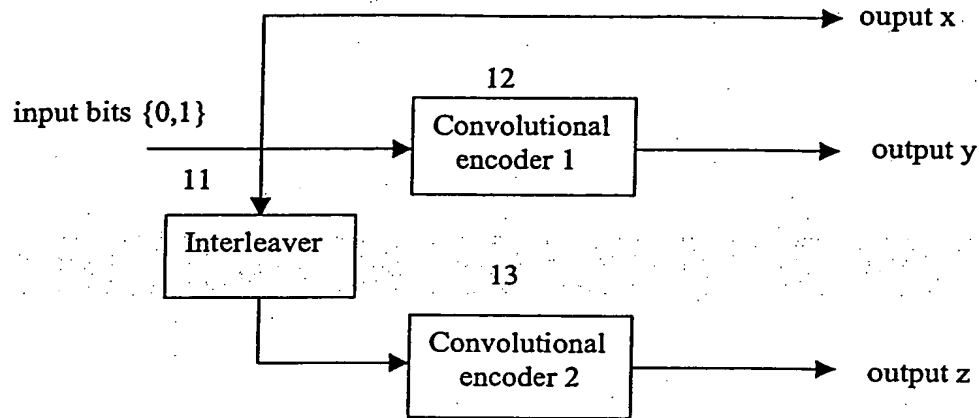 ouput x
12
input bits {0,1}
Convolutional
encoder 1
output y
11
Interleaver
13
Convolutional
encoder 2
output z